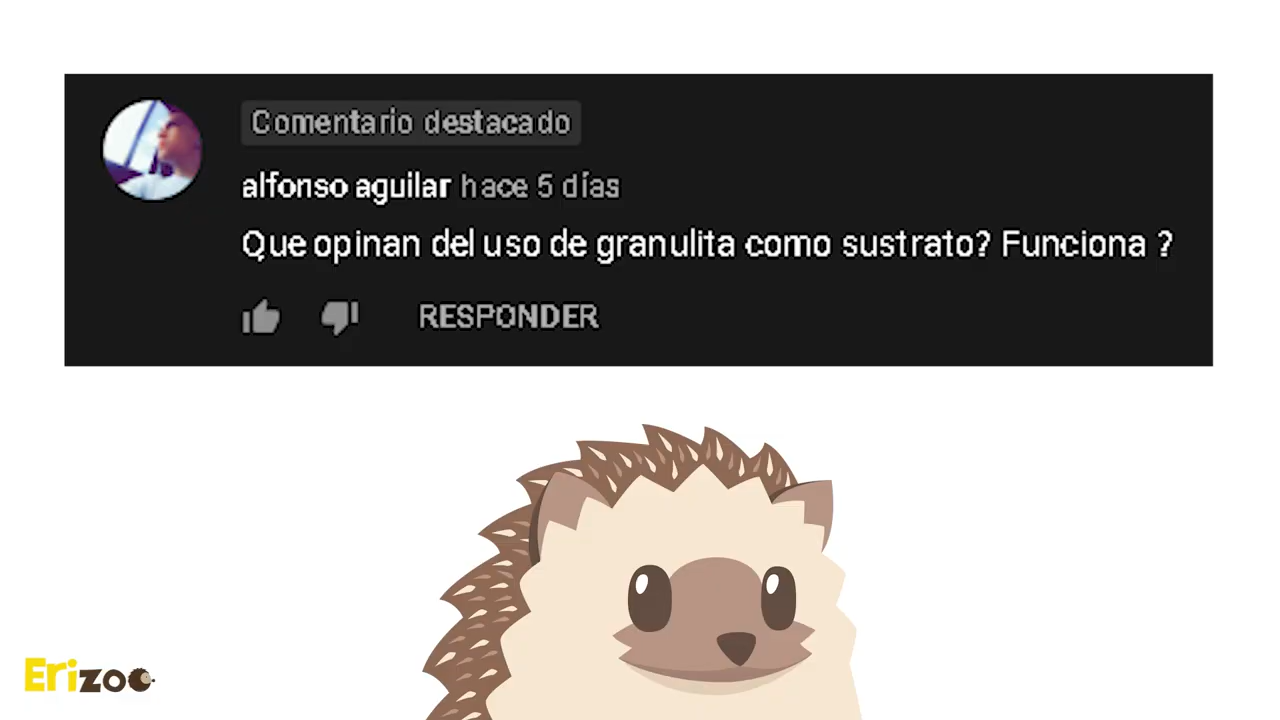 Comentario destacado
alfonso aguilar hace 5 días
Que opinan del uso de granulita como sustrato? Funciona ?
RESPONDER
Erizoo